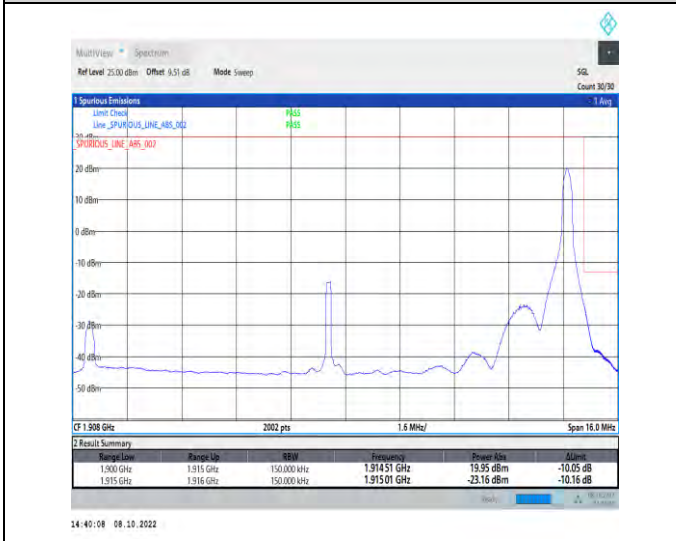 MultiView Spectrum
Ref Level 25.00 dBm Offset 9.51 dB Mode Sweep SGL
Count 30/30
1 Spurious Emissions 1 Avg
Limit Check PASS
Line _SPURIOUS_LINE_ABS_002 PASS
30 dBm
_SPURIOUS_LINE_ABS_002
20 dBm
10 dBm
0 dBm
-10 dBm
-20 dBm
-30 dBm
-40 dBm
-50 dBm
CF 1.908 GHz 2002 pts 1.6 MHz/ Span 16.0 MHz
2 Result Summary
Range Low Range Up RBW Frequency Power Abs ΔLimit
1.900 GHz 1.915 GHz 150.000 kHz 1.91451 GHz 19.95 dBm -10.05 dB
1.915 GHz 1.916 GHz 150.000 kHz 1.91501 GHz -23.16 dBm -10.16 dB
Ready
14:40:08 08.10.2022